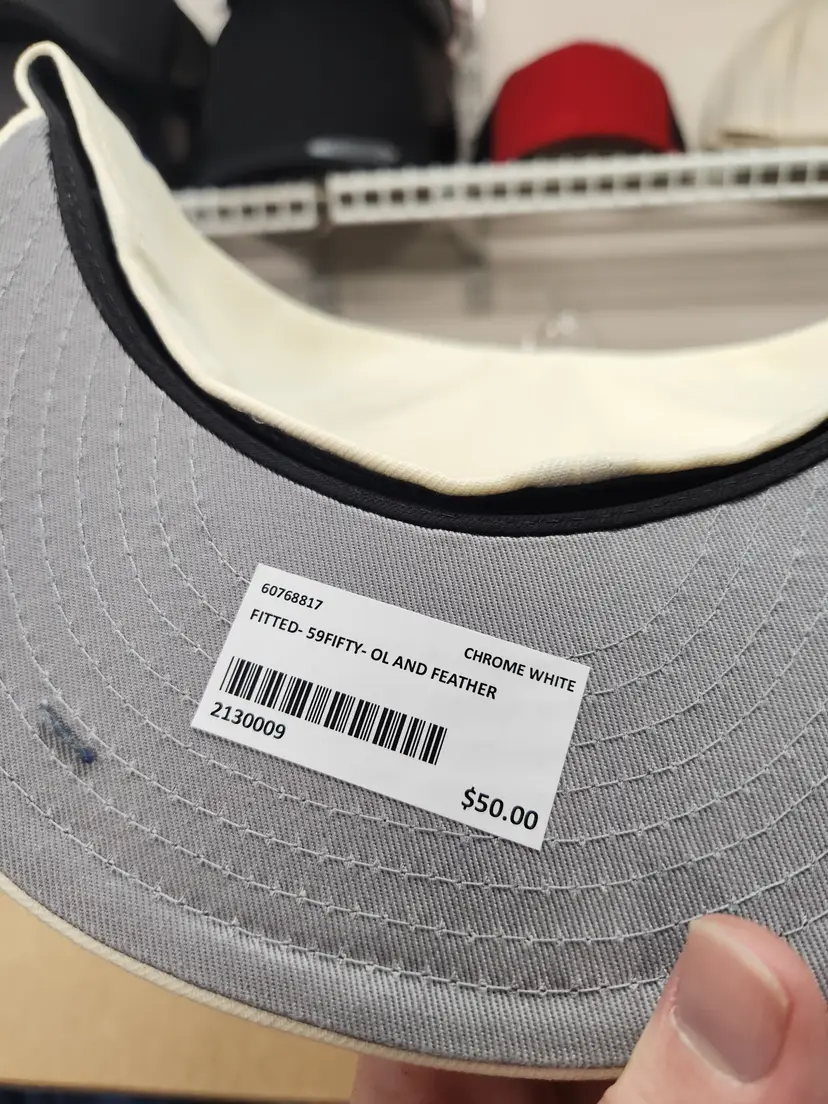 60768817
CHROME WHITE
FITTED- 59FIFTY- OL AND FEATHER
2130009
$50.00